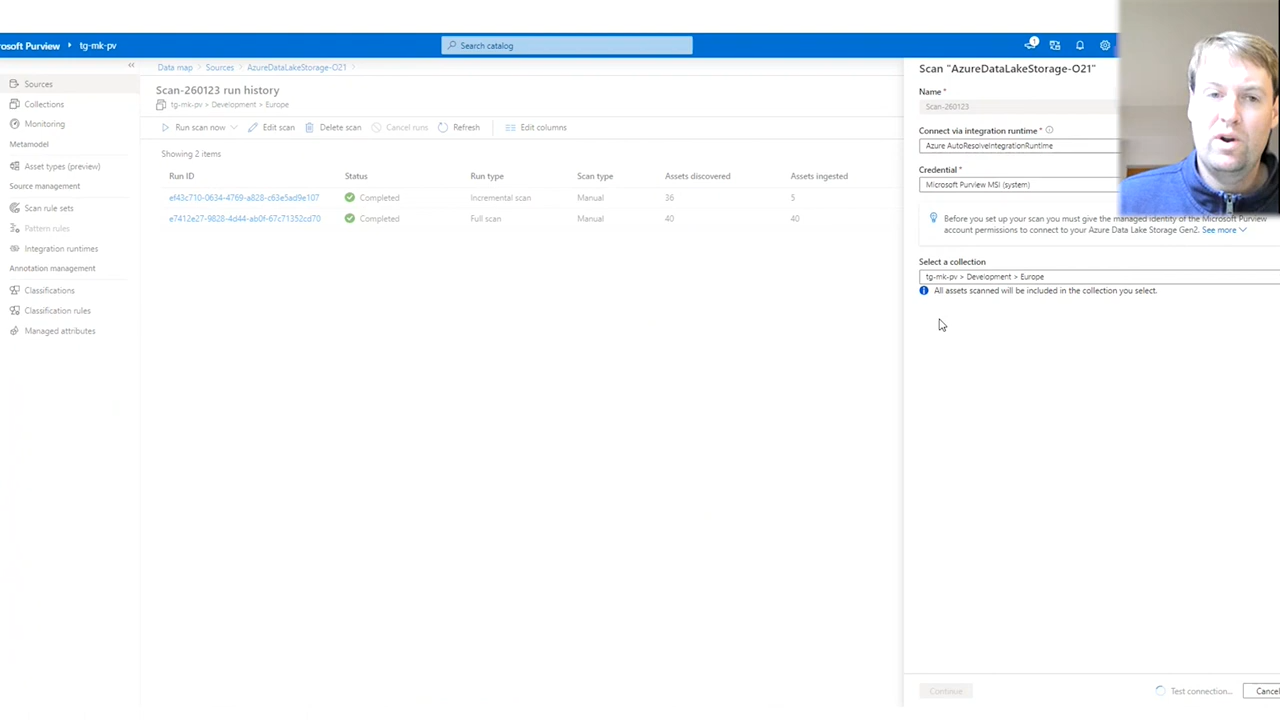 rosoft Purview ▸ tg-mk-pv
Search catalog
1
Sources
Collections
Monitoring
Metamodel
Asset types (preview)
Source management
Scan rule sets
Pattern rules
Integration runtimes
Annotation management
Classifications
Classification rules
Managed attributes
Data map > Sources > AzureDataLakeStorage-O21 >
Scan-260123 run history
tg-mk-pv > Development > Europe
Run scan now Edit scan Delete scan Cancel runs Refresh Edit columns
Showing 2 items
Run ID Status Run type Scan type Assets discovered Assets ingested
ef43c710-0634-4769-a828-c63e5ad9e107 Completed Incremental scan Manual 36 5
e7412e27-9828-4d44-ab0f-67c71352cd70 Completed Full scan Manual 40 40
Scan "AzureDataLakeStorage-O21"
Name *
Scan-260123
Connect via integration runtime *
Azure AutoResolveIntegrationRuntime
Credential *
Microsoft Purview MSI (system)
Before you set up your scan you must give the managed identity of the Microsoft Purview
account permissions to connect to your Azure Data Lake Storage Gen2. See more
Select a collection
tg-mk-pv > Development > Europe
All assets scanned will be included in the collection you select.
Continue
Test connection...
Cancel